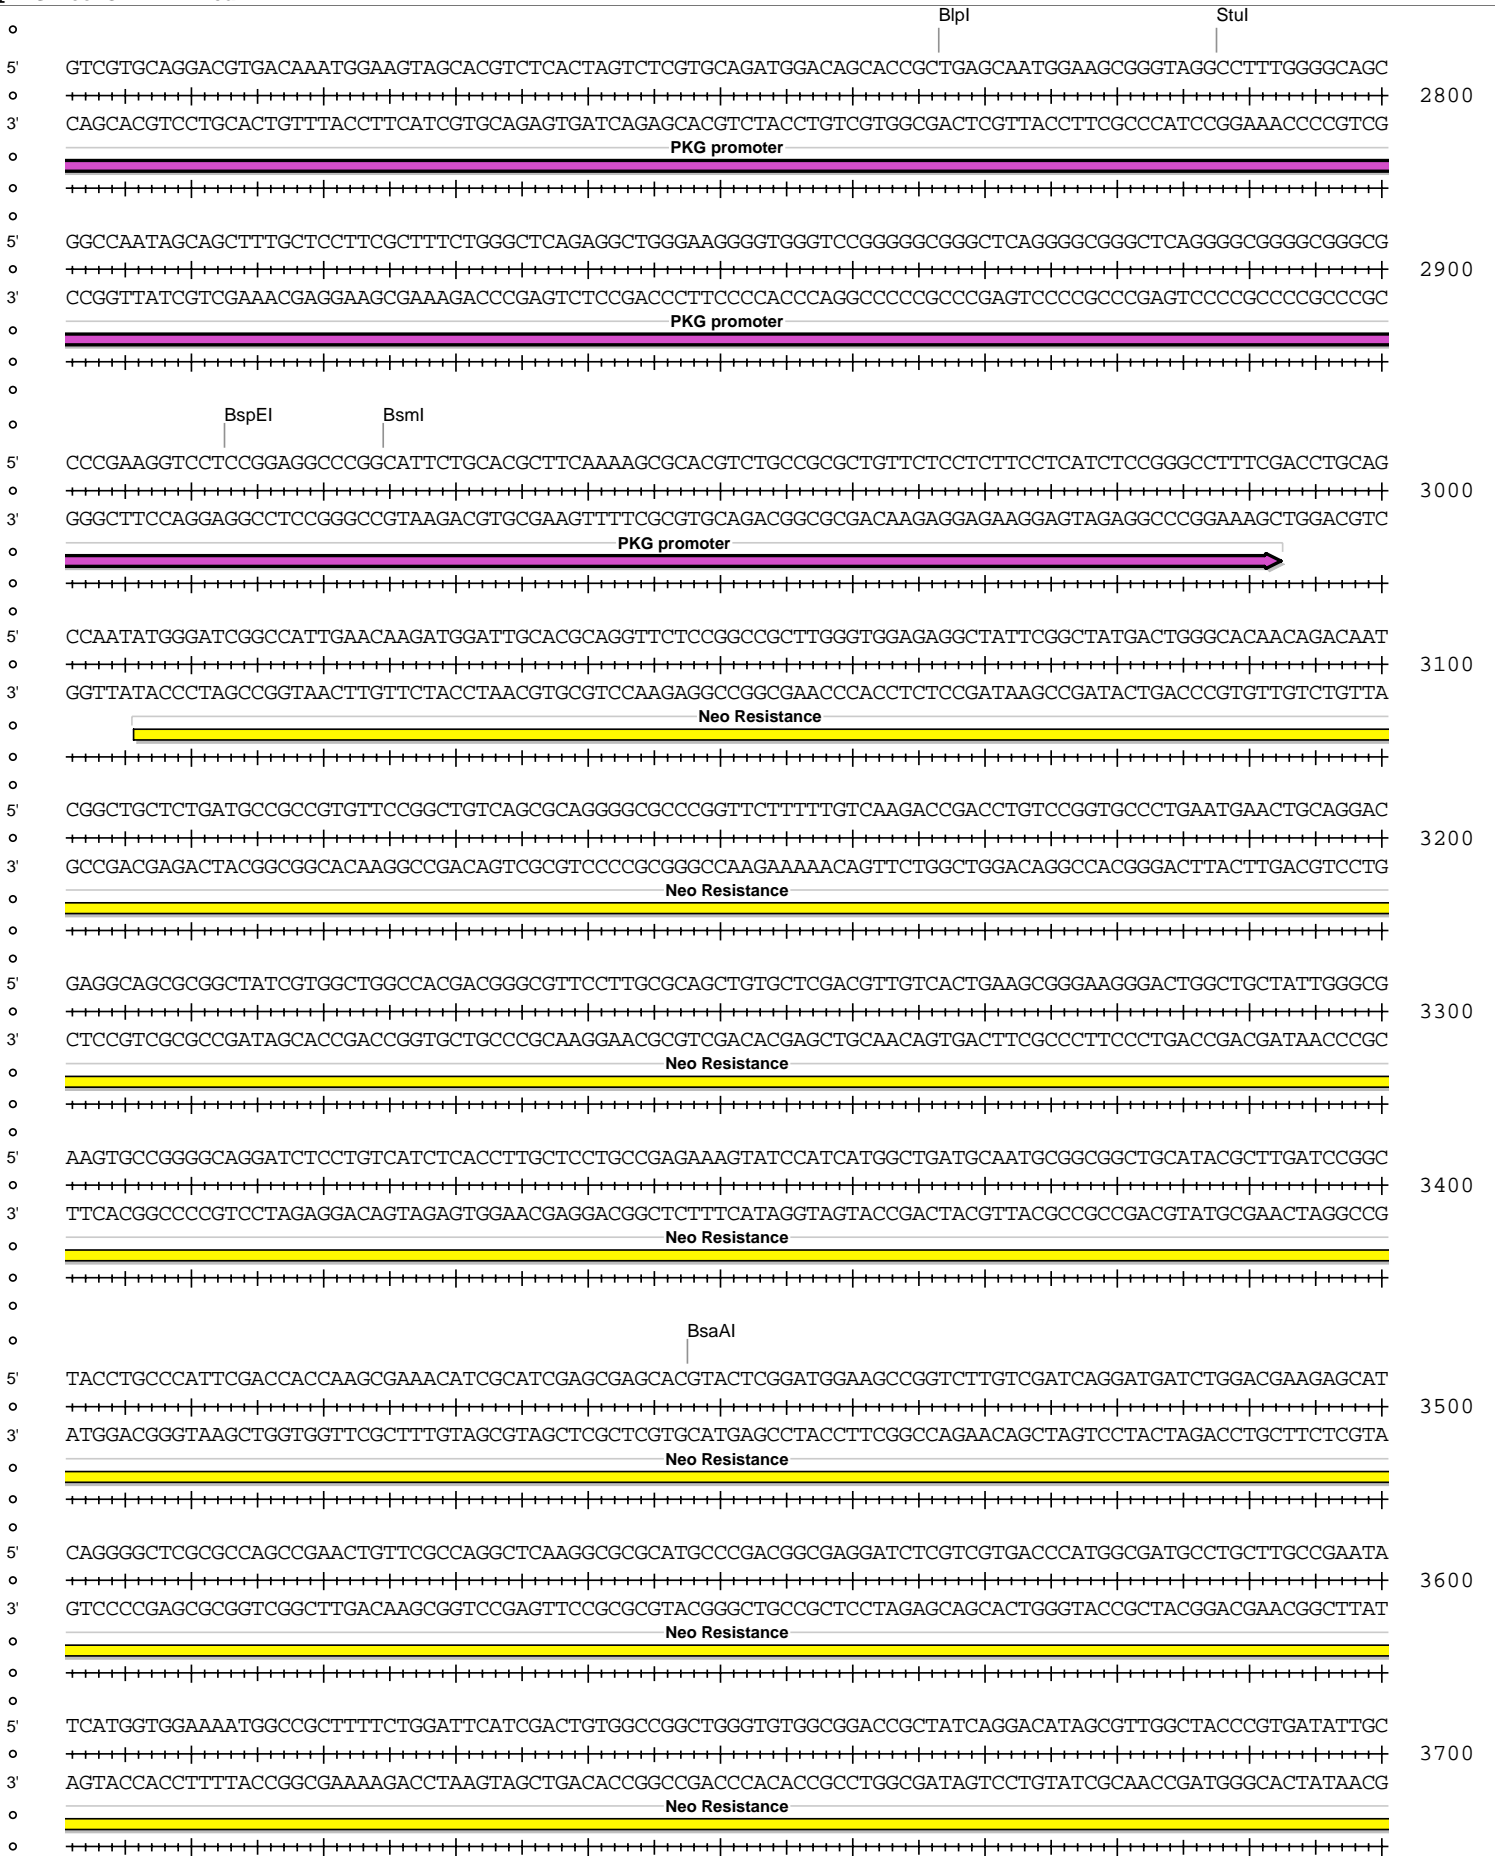 BlpI StuI
5' GTCGTGCAGGACGTGACAAATGGAAGTAGCACGTCTCACTAGTCTCGTGCAGATGGACAGCACCGCTGAGCAATGGAAGCGGGTAGGCCTTTGGGGCAGC
2800
3' CAGCACGTCCTGCACTGTTTACCTTCATCGTGCAGAGTGATCAGAGCACGTCTACCTGTCGTGGCGACTCGTTACCTTCGCCCATCCGGAAACCCCGTCG
PKG promoter
5' GGCCAATAGCAGCTTTGCTCCTTCGCTTTCTGGGCTCAGAGGCTGGGAAGGGGTGGGTCCGGGGGCGGGCTCAGGGGCGGGCTCAGGGGCGGGGCGGGCG
2900
3' CCGGTTATCGTCGAAACGAGGAAGCGAAAGACCCGAGTCTCCGACCCTTCCCCACCCAGGCCCCCGCCCGAGTCCCCGCCCGAGTCCCCGCCCCGCCCGC
PKG promoter
BspEI BsmI
5' CCCGAAGGTCCTCCGGAGGCCCGGCATTCTGCACGCTTCAAAAGCGCACGTCTGCCGCGCTGTTCTCCTCTTCCTCATCTCCGGGCCTTTCGACCTGCAG
3000
3' GGGCTTCCAGGAGGCCTCCGGGCCGTAAGACGTGCGAAGTTTTCGCGTGCAGACGGCGCGACAAGAGGAGAAGGAGTAGAGGCCCGGAAAGCTGGACGTC
PKG promoter
5' CCAATATGGGATCGGCCATTGAACAAGATGGATTGCACGCAGGTTCTCCGGCCGCTTGGGTGGAGAGGCTATTCGGCTATGACTGGGCACAACAGACAAT
3100
3' GGTTATACCCTAGCCGGTAACTTGTTCTACCTAACGTGCGTCCAAGAGGCCGGCGAACCCACCTCTCCGATAAGCCGATACTGACCCGTGTTGTCTGTTA
Neo Resistance
5' CGGCTGCTCTGATGCCGCCGTGTTCCGGCTGTCAGCGCAGGGGCGCCCGGTTCTTTTTGTCAAGACCGACCTGTCCGGTGCCCTGAATGAACTGCAGGAC
3200
3' GCCGACGAGACTACGGCGGCACAAGGCCGACAGTCGCGTCCCCGCGGGCCAAGAAAAACAGTTCTGGCTGGACAGGCCACGGGACTTACTTGACGTCCTG
Neo Resistance
5' GAGGCAGCGCGGCTATCGTGGCTGGCCACGACGGGCGTTCCTTGCGCAGCTGTGCTCGACGTTGTCACTGAAGCGGGAAGGGACTGGCTGCTATTGGGCG
3300
3' CTCCGTCGCGCCGATAGCACCGACCGGTGCTGCCCGCAAGGAACGCGTCGACACGAGCTGCAACAGTGACTTCGCCCTTCCCTGACCGACGATAACCCGC
Neo Resistance
5' AAGTGCCGGGGCAGGATCTCCTGTCATCTCACCTTGCTCCTGCCGAGAAAGTATCCATCATGGCTGATGCAATGCGGCGGCTGCATACGCTTGATCCGGC
3400
3' TTCACGGCCCCGTCCTAGAGGACAGTAGAGTGGAACGAGGACGGCTCTTTCATAGGTAGTACCGACTACGTTACGCCGCCGACGTATGCGAACTAGGCCG
Neo Resistance
BsaAI
5' TACCTGCCCATTCGACCACCAAGCGAAACATCGCATCGAGCGAGCACGTACTCGGATGGAAGCCGGTCTTGTCGATCAGGATGATCTGGACGAAGAGCAT
3500
3' ATGGACGGGTAAGCTGGTGGTTCGCTTTGTAGCGTAGCTCGCTCGTGCATGAGCCTACCTTCGGCCAGAACAGCTAGTCCTACTAGACCTGCTTCTCGTA
Neo Resistance
5' CAGGGGCTCGCGCCAGCCGAACTGTTCGCCAGGCTCAAGGCGCGCATGCCCGACGGCGAGGATCTCGTCGTGACCCATGGCGATGCCTGCTTGCCGAATA
3600
3' GTCCCCGAGCGCGGTCGGCTTGACAAGCGGTCCGAGTTCCGCGCGTACGGGCTGCCGCTCCTAGAGCAGCACTGGGTACCGCTACGGACGAACGGCTTAT
Neo Resistance
5' TCATGGTGGAAAATGGCCGCTTTTCTGGATTCATCGACTGTGGCCGGCTGGGTGTGGCGGACCGCTATCAGGACATAGCGTTGGCTACCCGTGATATTGC
3700
3' AGTACCACCTTTTACCGGCGAAAAGACCTAAGTAGCTGACACCGGCCGACCCACACCGCCTGGCGATAGTCCTGTATCGCAACCGATGGGCACTATAACG
Neo Resistance